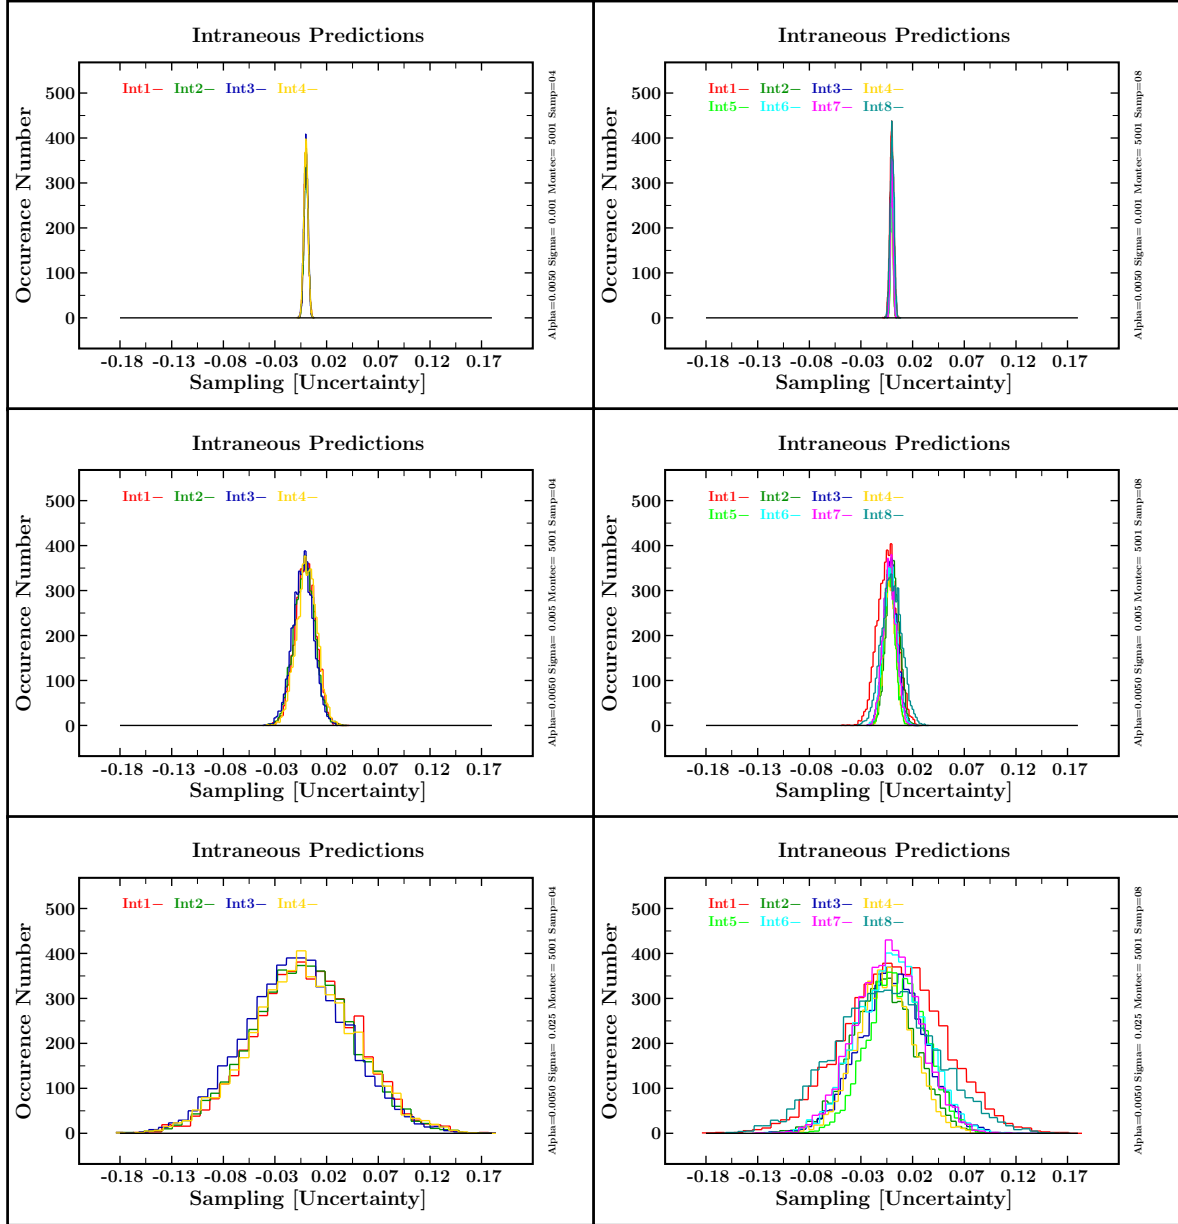 Intraneous Predictions
Int1 Int2 Int3 Int4
500
400
300
200
100
0
Occurence Number
-0.18 -0.13 -0.08 -0.03 0.02 0.07 0.12 0.17
Sampling [Uncertainty]
Alpha=0.0050 Sigma= 0.001 Montec= 5001 Samp=04
Intraneous Predictions
Int1 Int2 Int3 Int4
Int5 Int6 Int7 Int8
500
400
300
200
100
0
Occurence Number
-0.18 -0.13 -0.08 -0.03 0.02 0.07 0.12 0.17
Sampling [Uncertainty]
Alpha=0.0050 Sigma= 0.001 Montec= 5001 Samp=08
Intraneous Predictions
Int1 Int2 Int3 Int4
500
400
300
200
100
0
Occurence Number
-0.18 -0.13 -0.08 -0.03 0.02 0.07 0.12 0.17
Sampling [Uncertainty]
Alpha=0.0050 Sigma= 0.005 Montec= 5001 Samp=04
Intraneous Predictions
Int1 Int2 Int3 Int4
Int5 Int6 Int7 Int8
500
400
300
200
100
0
Occurence Number
-0.18 -0.13 -0.08 -0.03 0.02 0.07 0.12 0.17
Sampling [Uncertainty]
Alpha=0.0050 Sigma= 0.005 Montec= 5001 Samp=08
Intraneous Predictions
Int1 Int2 Int3 Int4
500
400
300
200
100
0
Occurence Number
-0.18 -0.13 -0.08 -0.03 0.02 0.07 0.12 0.17
Sampling [Uncertainty]
Alpha=0.0050 Sigma= 0.025 Montec= 5001 Samp=04
Intraneous Predictions
Int1 Int2 Int3 Int4
Int5 Int6 Int7 Int8
500
400
300
200
100
0
Occurence Number
-0.18 -0.13 -0.08 -0.03 0.02 0.07 0.12 0.17
Sampling [Uncertainty]
Alpha=0.0050 Sigma= 0.025 Montec= 5001 Samp=08